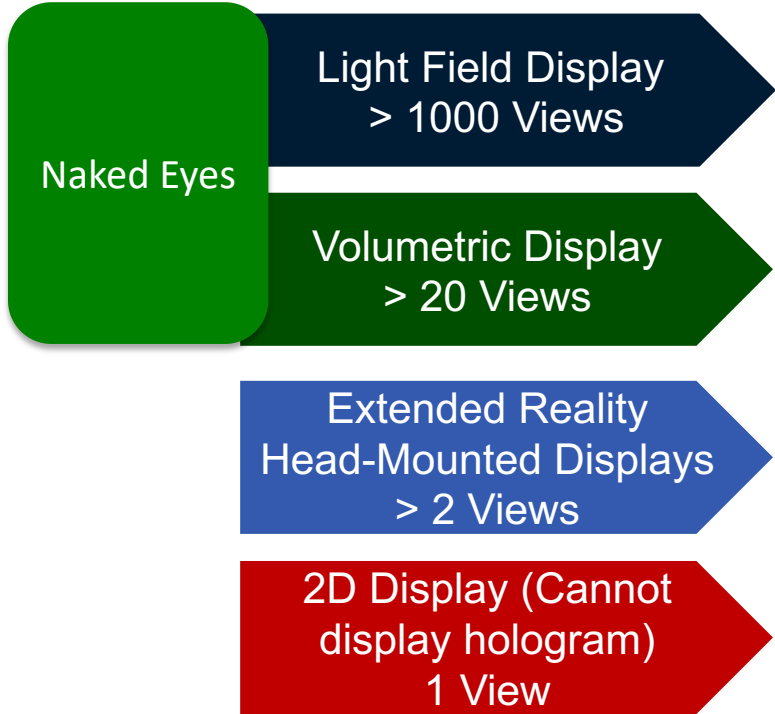 Naked Eyes
Light Field Display
> 1000 Views
Volumetric Display
> 20 Views
Extended Reality
Head-Mounted Displays
> 2 Views
2D Display (Cannot
display hologram)
1 View